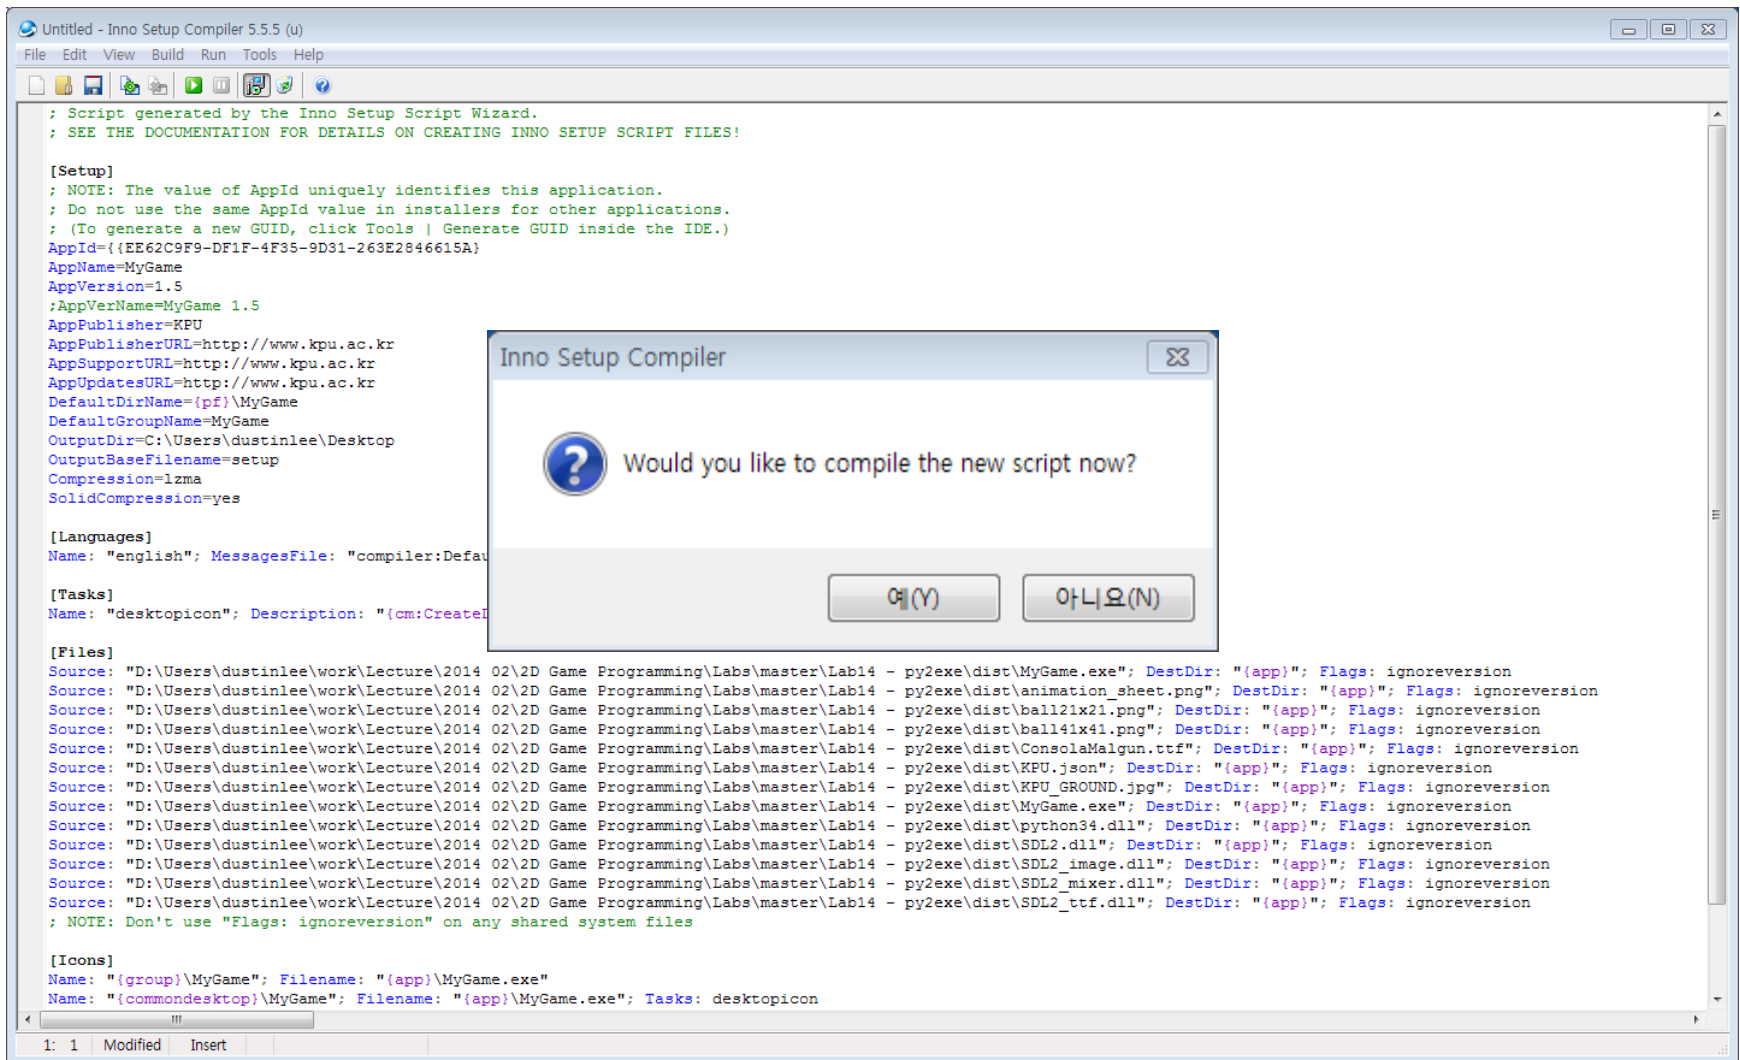 Untitled - Inno Setup Compiler 5.5.5 (u)
File Edit View Build Run Tools Help
; Script generated by the Inno Setup Script Wizard.
; SEE THE DOCUMENTATION FOR DETAILS ON CREATING INNO SETUP SCRIPT FILES!
[Setup]
; NOTE: The value of AppId uniquely identifies this application.
; Do not use the same AppId value in installers for other applications.
; (To generate a new GUID, click Tools | Generate GUID inside the IDE.)
AppId={{EE62C9F9-DF1F-4F35-9D31-263E2846615A}
AppName=MyGame
AppVersion=1.5
;AppVerName=MyGame 1.5
AppPublisher=KPU
AppPublisherURL=http://www.kpu.ac.kr
AppSupportURL=http://www.kpu.ac.kr
AppUpdatesURL=http://www.kpu.ac.kr
DefaultDirName={pf}\MyGame
DefaultGroupName=MyGame
OutputDir=C:\Users\dustinlee\Desktop
OutputBaseFilename=setup
Compression=lzma
SolidCompression=yes
[Languages]
Name: "english"; MessagesFile: "compiler:Defau
[Tasks]
Name: "desktopicon"; Description: "{cm:CreateD
Inno Setup Compiler
Would you like to compile the new script now?
예(Y) 아니요(N)
[Files]
Source: "D:\Users\dustinlee\work\Lecture\2014 02\2D Game Programming\Labs\master\Lab14 - py2exe\dist\MyGame.exe"; DestDir: "{app}"; Flags: ignoreversion
Source: "D:\Users\dustinlee\work\Lecture\2014 02\2D Game Programming\Labs\master\Lab14 - py2exe\dist\animation_sheet.png"; DestDir: "{app}"; Flags: ignoreversion
Source: "D:\Users\dustinlee\work\Lecture\2014 02\2D Game Programming\Labs\master\Lab14 - py2exe\dist\ball21x21.png"; DestDir: "{app}"; Flags: ignoreversion
Source: "D:\Users\dustinlee\work\Lecture\2014 02\2D Game Programming\Labs\master\Lab14 - py2exe\dist\ball41x41.png"; DestDir: "{app}"; Flags: ignoreversion
Source: "D:\Users\dustinlee\work\Lecture\2014 02\2D Game Programming\Labs\master\Lab14 - py2exe\dist\ConsolaMalgun.ttf"; DestDir: "{app}"; Flags: ignoreversion
Source: "D:\Users\dustinlee\work\Lecture\2014 02\2D Game Programming\Labs\master\Lab14 - py2exe\dist\KPU.json"; DestDir: "{app}"; Flags: ignoreversion
Source: "D:\Users\dustinlee\work\Lecture\2014 02\2D Game Programming\Labs\master\Lab14 - py2exe\dist\KPU_GROUND.jpg"; DestDir: "{app}"; Flags: ignoreversion
Source: "D:\Users\dustinlee\work\Lecture\2014 02\2D Game Programming\Labs\master\Lab14 - py2exe\dist\MyGame.exe"; DestDir: "{app}"; Flags: ignoreversion
Source: "D:\Users\dustinlee\work\Lecture\2014 02\2D Game Programming\Labs\master\Lab14 - py2exe\dist\python34.dll"; DestDir: "{app}"; Flags: ignoreversion
Source: "D:\Users\dustinlee\work\Lecture\2014 02\2D Game Programming\Labs\master\Lab14 - py2exe\dist\SDL2.dll"; DestDir: "{app}"; Flags: ignoreversion
Source: "D:\Users\dustinlee\work\Lecture\2014 02\2D Game Programming\Labs\master\Lab14 - py2exe\dist\SDL2_image.dll"; DestDir: "{app}"; Flags: ignoreversion
Source: "D:\Users\dustinlee\work\Lecture\2014 02\2D Game Programming\Labs\master\Lab14 - py2exe\dist\SDL2_mixer.dll"; DestDir: "{app}"; Flags: ignoreversion
Source: "D:\Users\dustinlee\work\Lecture\2014 02\2D Game Programming\Labs\master\Lab14 - py2exe\dist\SDL2_ttf.dll"; DestDir: "{app}"; Flags: ignoreversion
; NOTE: Don't use "Flags: ignoreversion" on any shared system files
[Icons]
Name: "{group}\MyGame"; Filename: "{app}\MyGame.exe"
Name: "{commondesktop}\MyGame"; Filename: "{app}\MyGame.exe"; Tasks: desktopicon
1: 1 Modified Insert